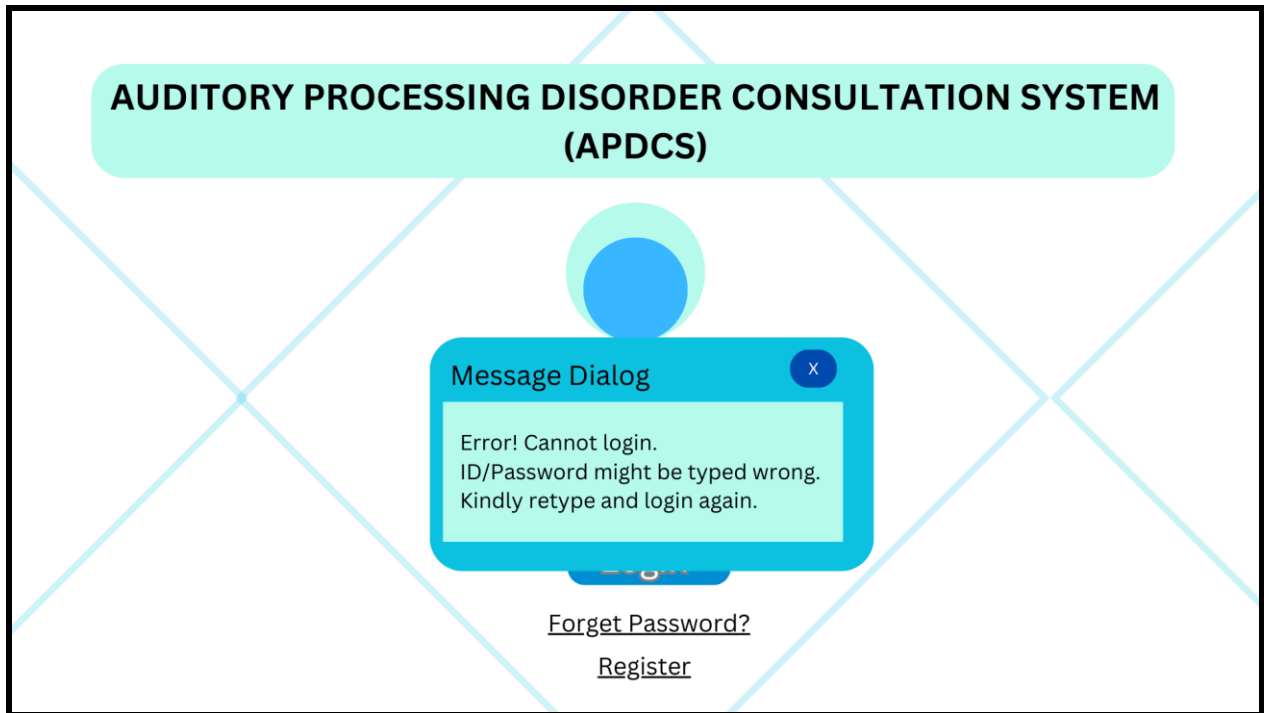 AUDITORY PROCESSING DISORDER CONSULTATION SYSTEM
(APDCS)
Message Dialog
X
Error! Cannot login.
ID/Password might be typed wrong.
Kindly retype and login again.
Forget Password?
Register